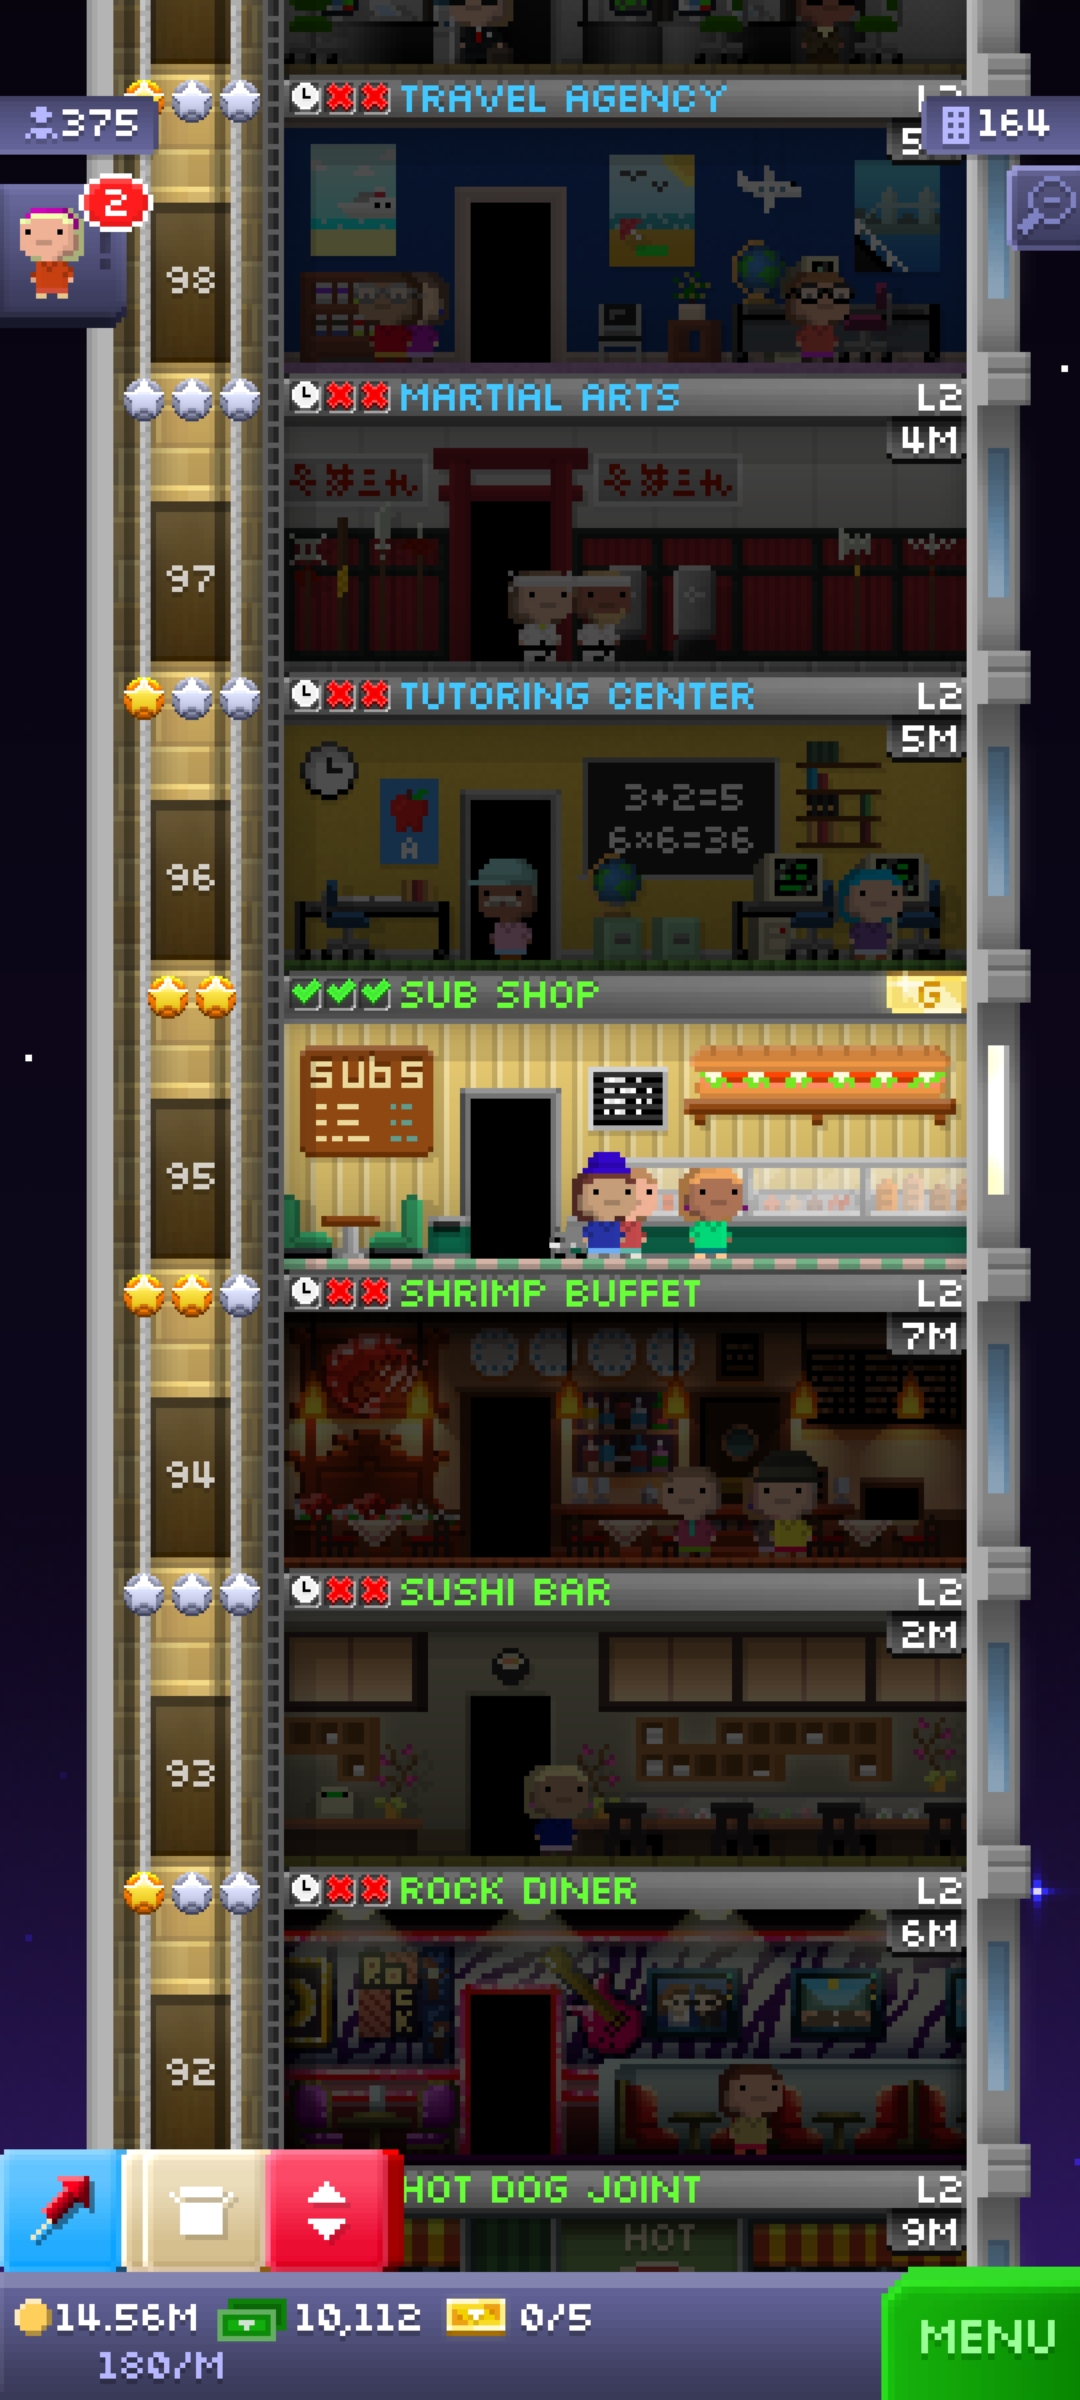 TRAVEL AGENCY
375
164
2
98
MARTIAL ARTS L2
4M
97
TUTORING CENTER L2
5M
3+2=5
6×6=36
A
96
SUB SHOP G
SUBS
95
SHRIMP BUFFET L2
7M
94
SUSHI BAR L2
2M
93
ROCK DINER L2
6M
92
HOT DOG JOINT L2
9M
HOT
14.56M 10,112 0/5
180/M
MENU